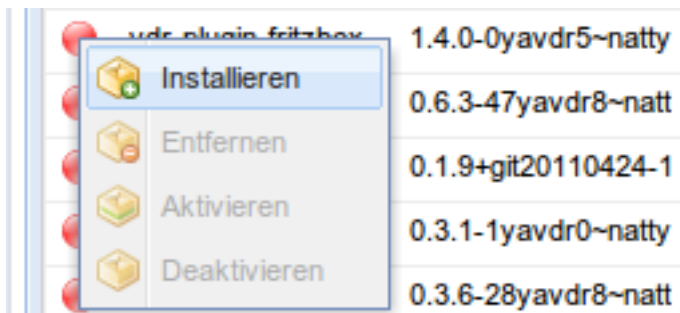 vdr-plugin-fritzbox 1.4.0-0yavdr5~natty
Installieren
0.6.3-47yavdr8~natt
Entfernen
0.1.9+git20110424-1
Aktivieren
0.3.1-1yavdr0~natty
Deaktivieren
0.3.6-28yavdr8~natt